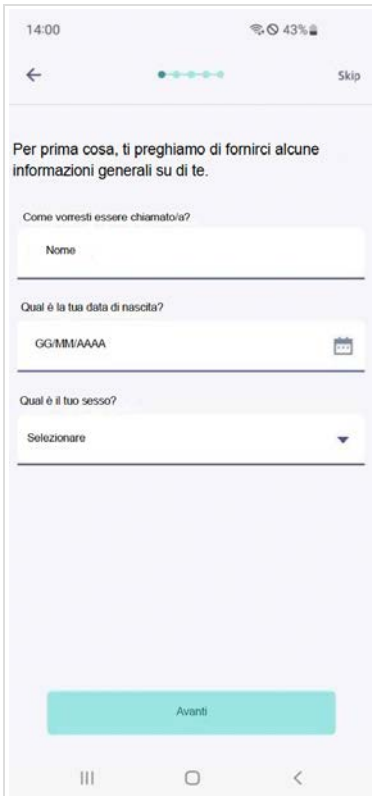 14:00
43%
Skip
Per prima cosa, ti preghiamo di fornirci alcune
informazioni generali su di te.
Come vorresti essere chiamato/a?
Nome
Qual è la tua data di nascita?
GG/MM/AAAA
Qual è il tuo sesso?
Selezionare
Avanti